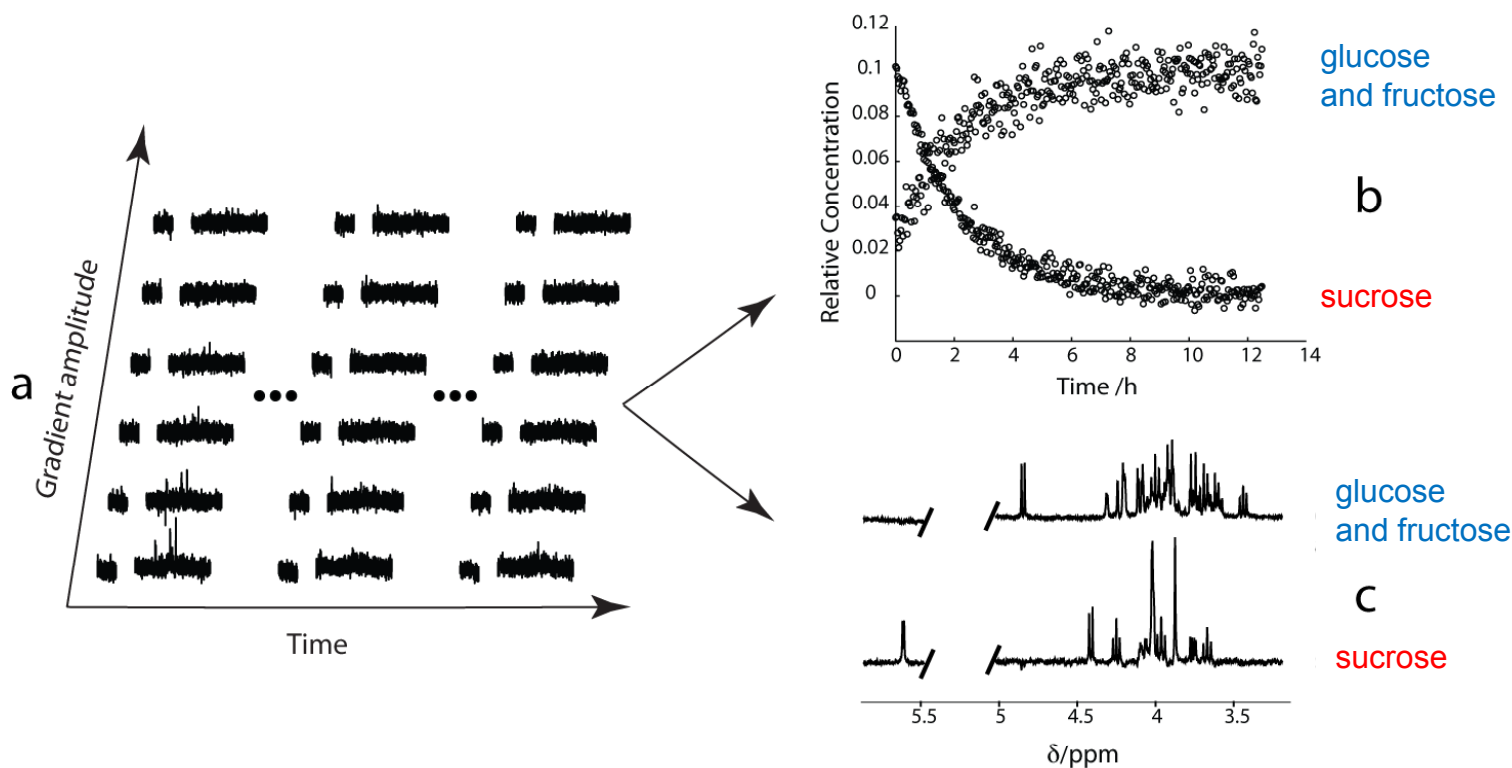 a
Gradient amplitude
Time
0.12
0.1
0.08
0.06
0.04
0.02
0
Relative Concentration
0 2 4 6 8 10 12 14
Time /h
glucose
and fructose
b
sucrose
glucose
and fructose
c
sucrose
5.5 5 4.5 4 3.5
δ/ppm